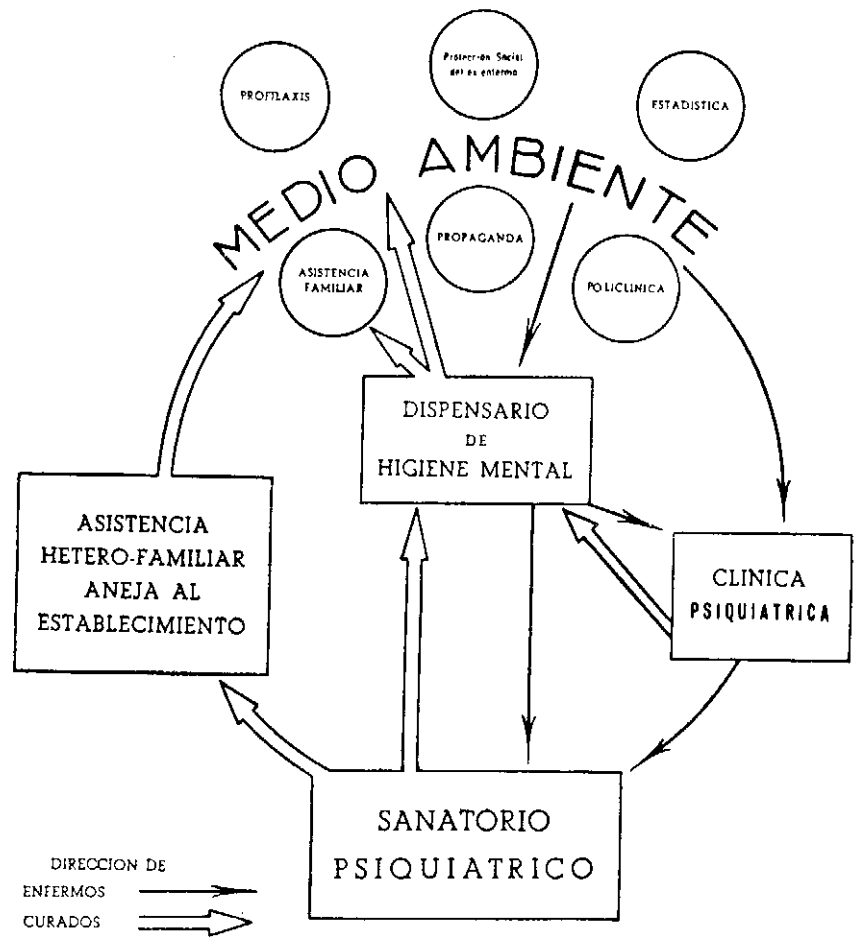 PROFILAXIS
Protección Social
del ex enfermo
ESTADISTICA
MEDIO AMBIENTE
ASISTENCIA
FAMILIAR
PROPAGANDA
POLICLINICA
DISPENSARIO
DE
HIGIENE MENTAL
ASISTENCIA
HETERO-FAMILIAR
ANEJA AL
ESTABLECIMIENTO
CLINICA
PSIQUIATRICA
SANATORIO
PSIQUIATRICO
DIRECCION DE
ENFERMOS
CURADOS